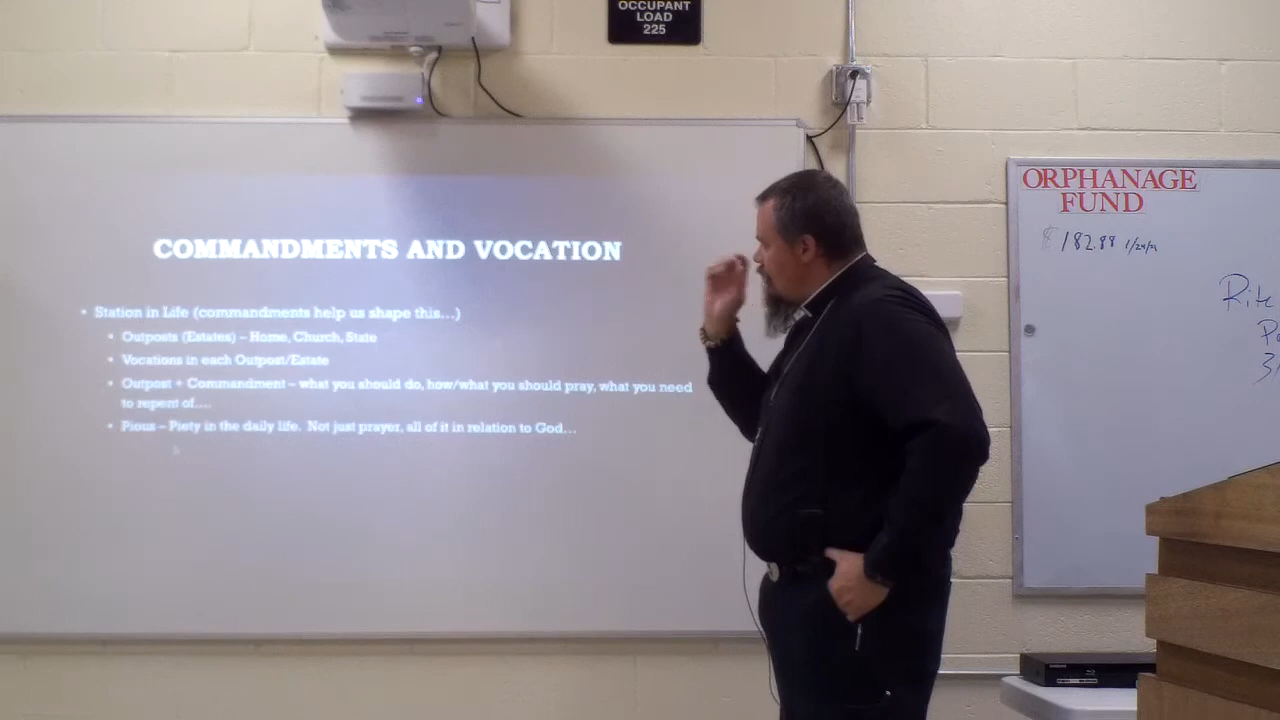 OCCUPANT
LOAD
225
COMMANDMENTS AND VOCATION
• Station in Life (commandments help us shape this...)
• Outposts (Estates) – Home, Church, State
• Vocations in each Outpost/Estate
• Outpost + Commandment – what you should do, how/what you should pray, what you need
to repent of....
• Pious – Piety in the daily life. Not just prayer, all of it in relation to God...
ORPHANAGE
FUND
$182.88
SAMSUNG